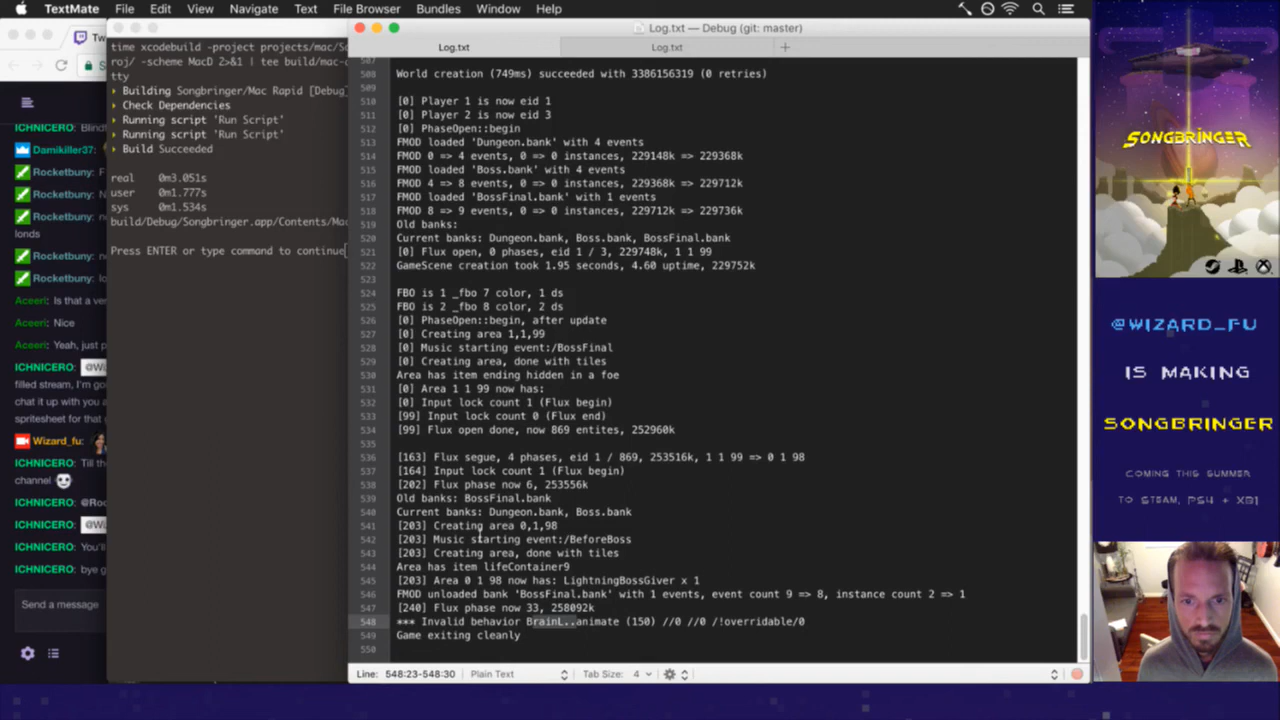 TextMate File Edit View Navigate Text File Browser Bundles Window Help
Tw
S
ICHNICERO: Blindf
Damikiller37:
Rocketbuny: F
Rocketbuny: N
Rocketbuny: no
londs
Rocketbuny: ne
Rocketbuny: lo
Aceeri: Is that a ver
Aceeri: Nice
Aceeri: Yeah, just p
ICHNICERO: @Wi
filled stream, I'm go
chat it up with you a
spritesheet for that g
Wizard_fu:
ICHNICERO: Till th
channel
ICHNICERO: @Roc
ICHNICERO:
ICHNICERO: You'll
ICHNICERO: bye g
Send a message
time xcodebuild -project projects/mac/So
roj/ -scheme MacD 2>&1 | tee build/mac-d
tty
Building Songbringer/Mac Rapid [Debug]
Check Dependencies
Running script 'Run Script'
Running script 'Run Script'
Build Succeeded
real 0m3.051s
user 0m1.777s
sys 0m1.534s
build/Debug/Songbringer.app/Contents/Mac
Press ENTER or type command to continue
Log.txt — Debug (git: master)
Log.txt Log.txt +
507
508 World creation (749ms) succeeded with 3386156319 (0 retries)
509
510 [0] Player 1 is now eid 1
511 [0] Player 2 is now eid 3
512 [0] PhaseOpen::begin
513 FMOD loaded 'Dungeon.bank' with 4 events
514 FMOD 0 => 4 events, 0 => 0 instances, 229148k => 229368k
515 FMOD loaded 'Boss.bank' with 4 events
516 FMOD 4 => 8 events, 0 => 0 instances, 229368k => 229712k
517 FMOD loaded 'BossFinal.bank' with 1 events
518 FMOD 8 => 9 events, 0 => 0 instances, 229712k => 229736k
519 Old banks:
520 Current banks: Dungeon.bank, Boss.bank, BossFinal.bank
521 [0] Flux open, 0 phases, eid 1 / 3, 229748k, 1 1 99
522 GameScene creation took 1.95 seconds, 4.60 uptime, 229752k
523
524 FBO is 1 _fbo 7 color, 1 ds
525 FBO is 2 _fbo 8 color, 2 ds
526 [0] PhaseOpen::begin, after update
527 [0] Creating area 1,1,99
528 [0] Music starting event:/BossFinal
529 [0] Creating area, done with tiles
530 Area has item ending hidden in a foe
531 [0] Area 1 1 99 now has:
532 [0] Input lock count 1 (Flux begin)
533 [99] Input lock count 0 (Flux end)
534 [99] Flux open done, now 869 entites, 252960k
535
536 [163] Flux segue, 4 phases, eid 1 / 869, 253516k, 1 1 99 => 0 1 98
537 [164] Input lock count 1 (Flux begin)
538 [202] Flux phase now 6, 253556k
539 Old banks: BossFinal.bank
540 Current banks: Dungeon.bank, Boss.bank
541 [203] Creating area 0,1,98
542 [203] Music starting event:/BeforeBoss
543 [203] Creating area, done with tiles
544 Area has item lifeContainer9
545 [203] Area 0 1 98 now has: LightningBossGiver x 1
546 FMOD unloaded bank 'BossFinal.bank' with 1 events, event count 9 => 8, instance count 2 => 1
547 [240] Flux phase now 33, 258092k
548 *** Invalid behavior BrainL..animate (150) //0 //0 /!overridable/0
549 Game exiting cleanly
550
Line: 548:23-548:30 Plain Text Tab Size: 4
SONGBRINGER
@WIZARD_FU
IS MAKING
SONGBRINGER
COMING THIS SUMMER
TO STEAM, PS4 + XB1